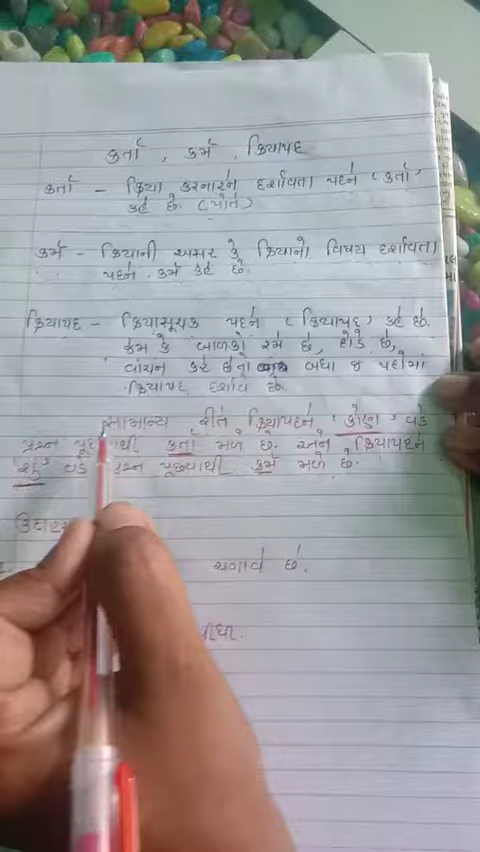 કર્તા , કર્મ , ક્રિયાપદ
કર્તા – ક્રિયા કરનારને દર્શાવતા પદને 'કર્તા'
કહે છે. (પોતે)
કર્મ – ક્રિયાની અસર કે ક્રિયાનો વિષય દર્શાવતા
પદને કર્મ કહે છે.
ક્રિયાપદ – ક્રિયાસૂચક પદને 'ક્રિયાપદ' કહે છે.
કેમ કે બાળકો રમે છે, દોડે છે,
વાંચન કરે છેનો બધા જ પદોમાં
ક્રિયાપદ દર્શાવે છે.
સામાન્ય રીતે ક્રિયાપદને 'કોણ' વડે
પ્રશ્ન પૂછવાથી કર્તા મળે છે. અને ક્રિયાપદને
'શું' વડે પ્રશ્ન પૂછવાથી કર્મ મળે છે.
ચગાવે છે.